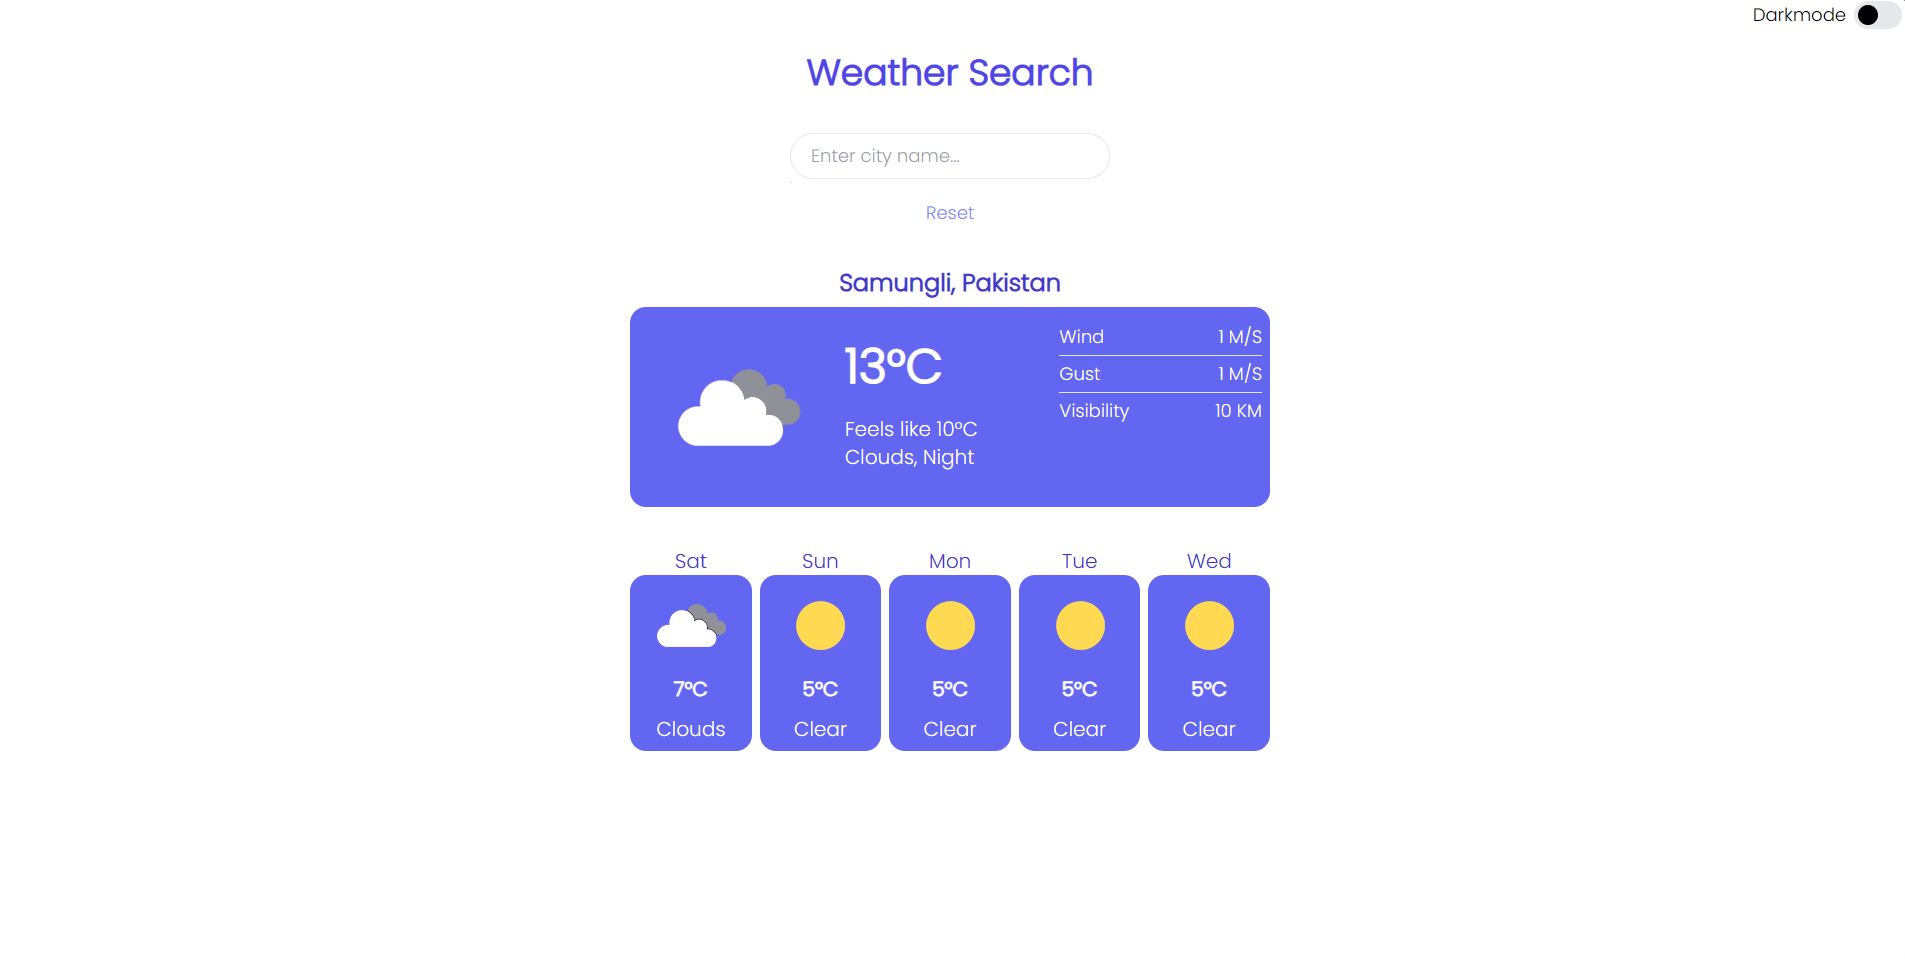 Darkmode
Weather Search
Enter city name...
Reset
Samungli, Pakistan
13°C
Feels like 10°C
Clouds, Night
Wind 1 M/S
Gust 1 M/S
Visibility 10 KM
Sat Sun Mon Tue Wed
7°C 5°C 5°C 5°C 5°C
Clouds Clear Clear Clear Clear